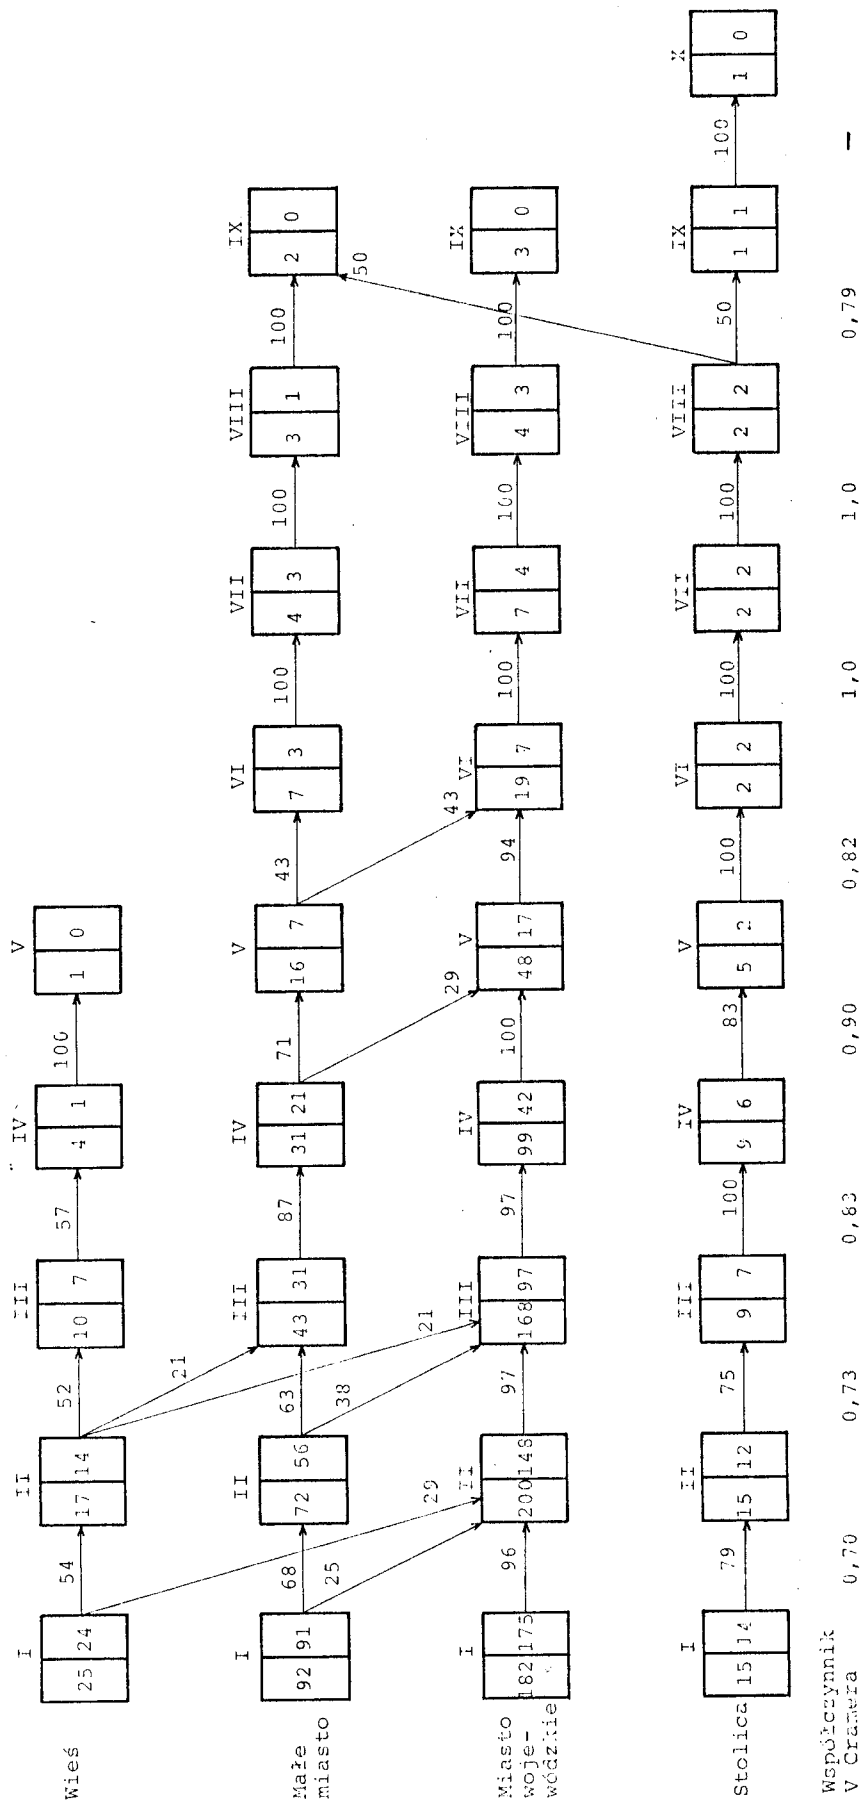 I II III IV V
Wieś 25 24 54 17 14 52 10 7 57 4 1 100 1 0
21
21
29
I II III IV V VI VII VIII IX
Małe
miasto
92 91 68 72 56 63 43 31 87 31 21 71 16 7 43 7 3 100 4 3 100 3 1 100 2 0
25 38 29 43 50
I II III IV V VI VII VIII IX
Miasto
woje-
wódzkie
182 175 96 200 148 97 168 97 97 99 42 100 48 17 94 19 7 100 7 4 100 4 3 100 3 0
I II III IV V VI VII VIII IX X
Stolica 15 14 79 15 12 75 9 7 100 9 6 83 5 2 100 2 2 100 2 2 100 2 2 50 1 1 100 1 0
Współczynnik
V Cramera
0,70 0,73 0,83 0,90 0,82 1,0 1,0 0,79 –